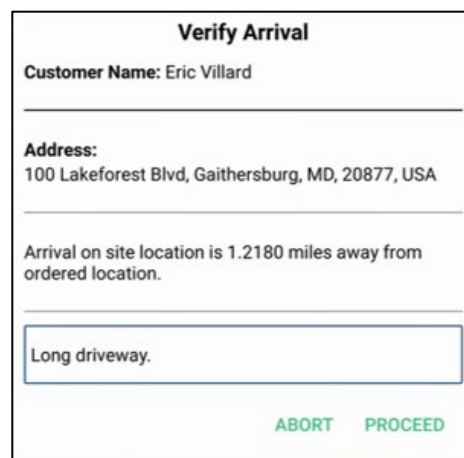 Verify Arrival
Customer Name: Eric Villard
Address:
100 Lakeforest Blvd, Gaithersburg, MD, 20877, USA
Arrival on site location is 1.2180 miles away from
ordered location.
Long driveway.
ABORT PROCEED